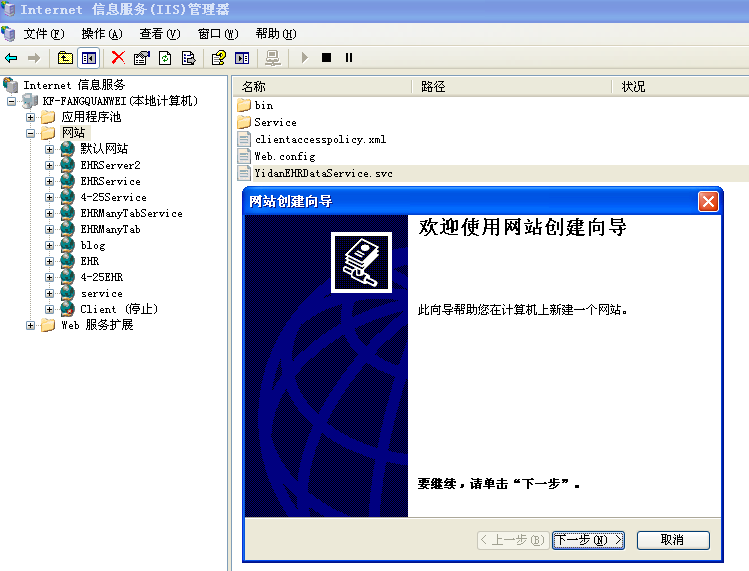 Internet 信息服务(IIS)管理器
文件(F) 操作(A) 查看(V) 窗口(W) 帮助(H)
Internet 信息服务
KF-FANGQUANWEI(本地计算机)
应用程序池
网站
默认网站
EHRServer2
EHRService
4-25Service
EHRManyTabService
EHRManyTab
blog
EHR
4-25EHR
service
Client (停止)
Web 服务扩展
名称 路径 状况
bin
Service
clientaccesspolicy.xml
Web.config
YidanEHRDataService.svc
网站创建向导
欢迎使用网站创建向导
此向导帮助您在计算机上新建一个网站。
要继续，请单击“下一步”。
< 上一步(B) 下一步(N) > 取消